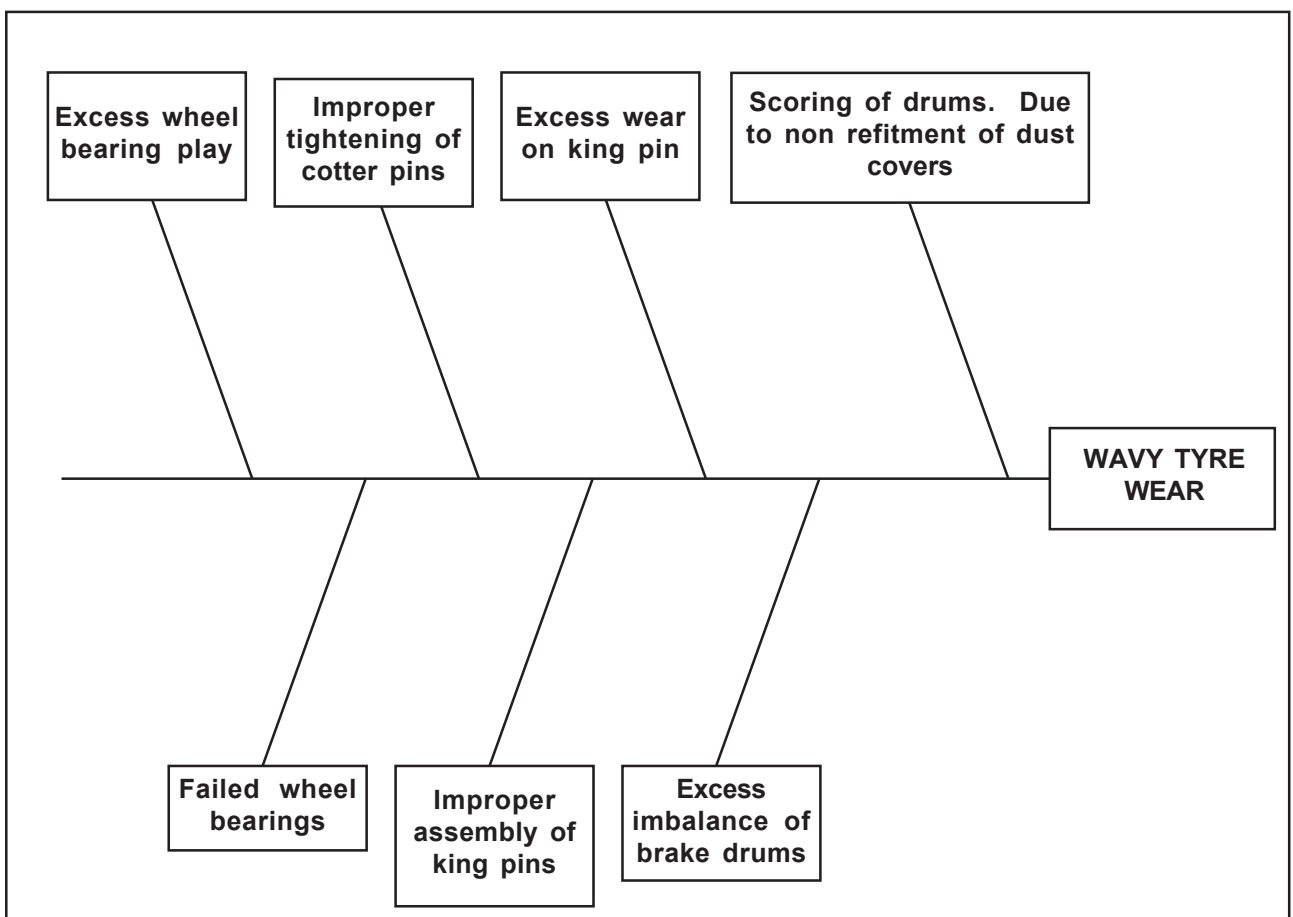 Excess wheel
bearing play
Improper
tightening of
cotter pins
Excess wear
on king pin
Scoring of drums. Due
to non refitment of dust
covers
WAVY TYRE
WEAR
Failed wheel
bearings
Improper
assembly of
king pins
Excess
imbalance of
brake drums